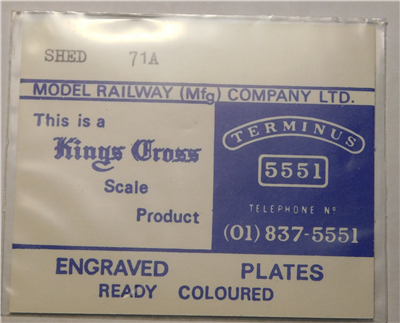 SHED 71A
MODEL RAILWAY (Mfg) COMPANY LTD.
This is a
Kings Cross
Scale
Product
TERMINUS
5551
TELEPHONE Nº
(01) 837-5551
ENGRAVED PLATES
READY COLOURED